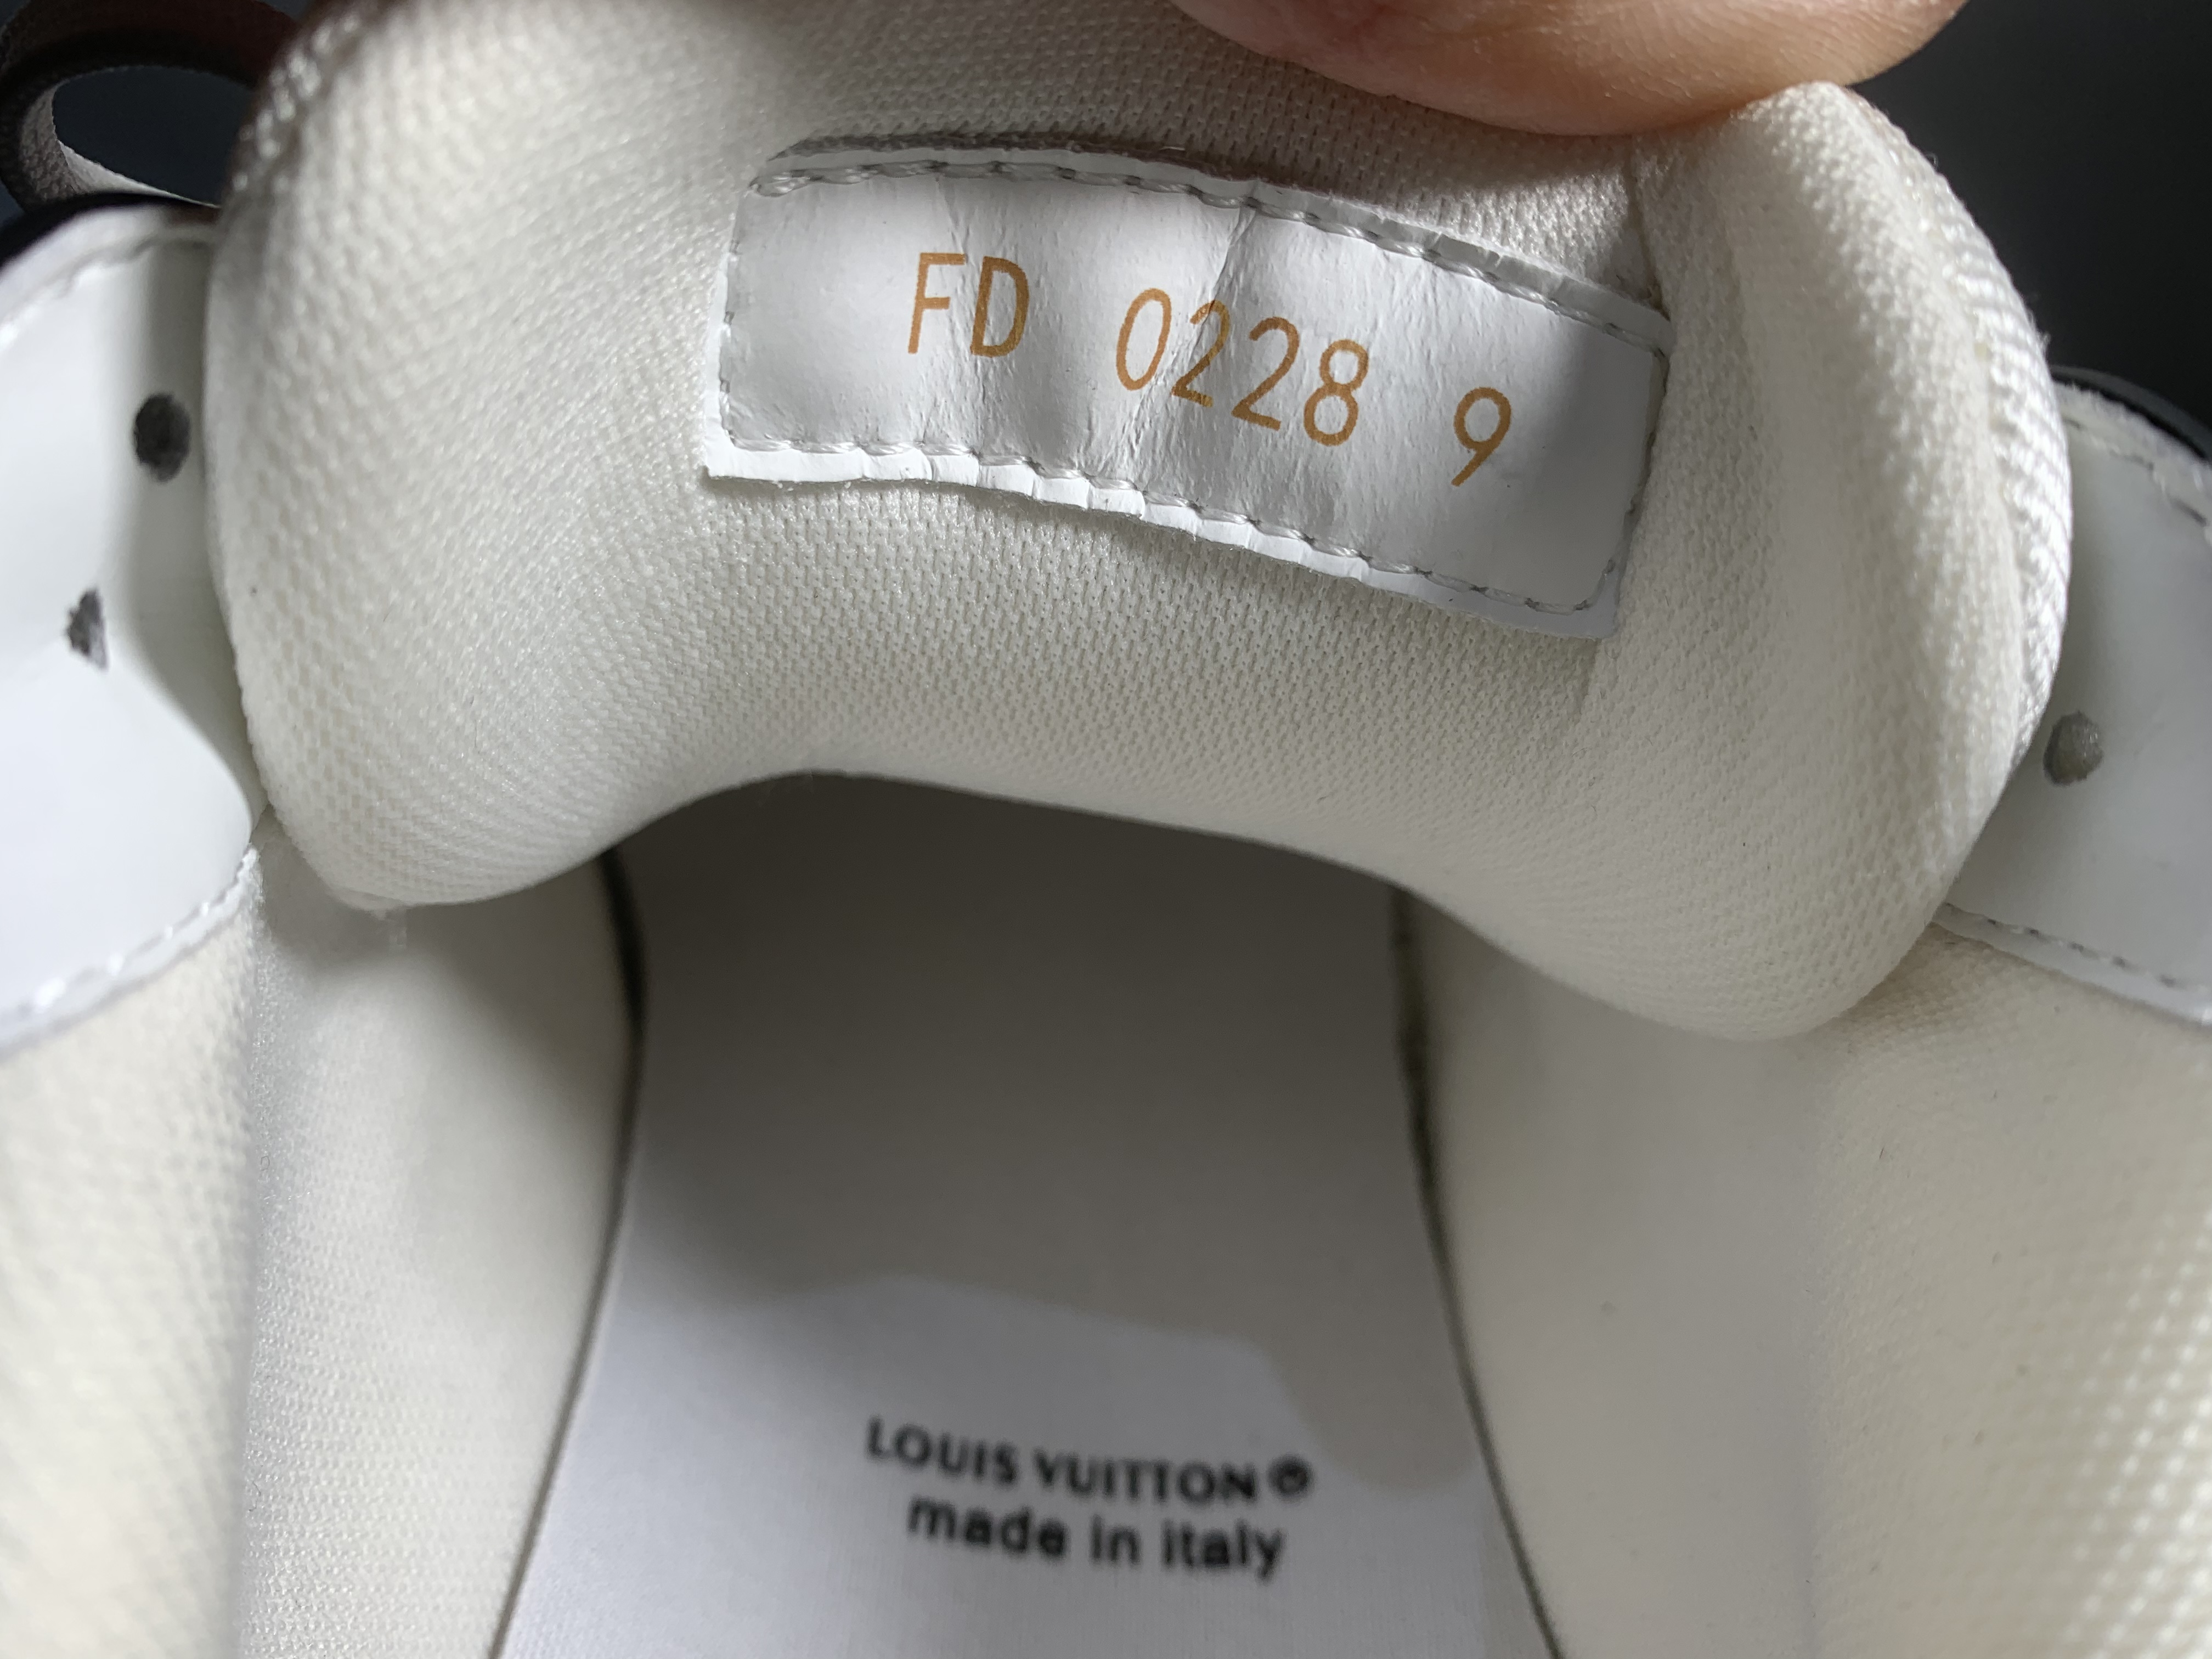 FD 0228 9
LOUIS VUITTON®
made in italy